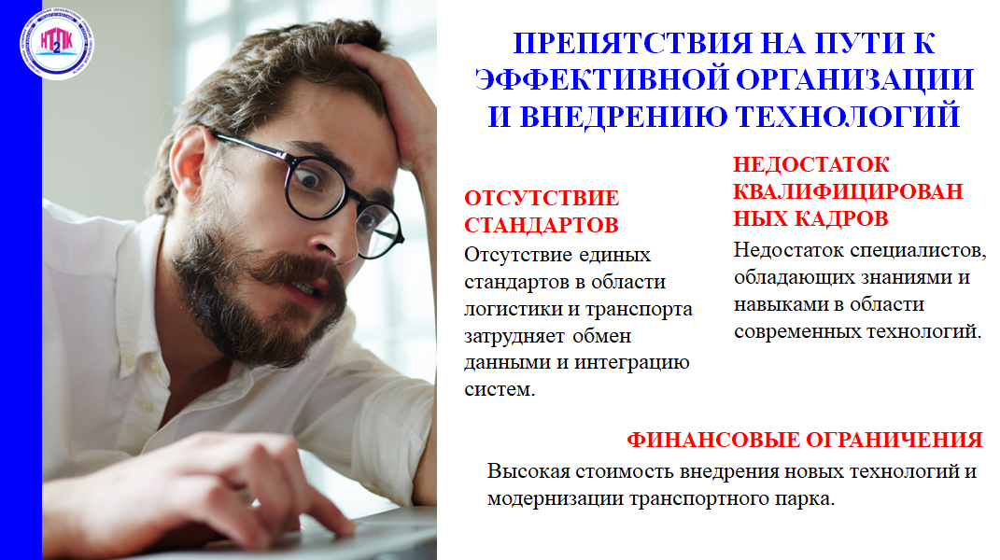 НТПК
2
ПРЕПЯТСТВИЯ НА ПУТИ К
ЭФФЕКТИВНОЙ ОРГАНИЗАЦИИ
И ВНЕДРЕНИЮ ТЕХНОЛОГИЙ
ОТСУТСТВИЕ
СТАНДАРТОВ
Отсутствие единых
стандартов в области
логистики и транспорта
затрудняет обмен
данными и интеграцию
систем.
НЕДОСТАТОК
КВАЛИФИЦИРОВАН
НЫХ КАДРОВ
Недостаток специалистов,
обладающих знаниями и
навыками в области
современных технологий.
ФИНАНСОВЫЕ ОГРАНИЧЕНИЯ
Высокая стоимость внедрения новых технологий и
модернизации транспортного парка.